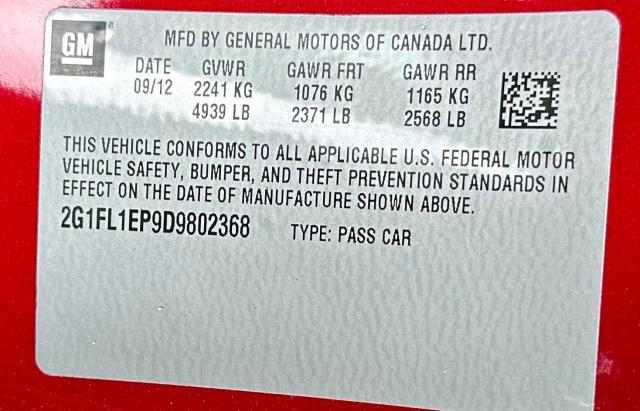 GM
MFD BY GENERAL MOTORS OF CANADA LTD.
DATE GVWR GAWR FRT GAWR RR
09/12 2241 KG 1076 KG 1165 KG
4939 LB 2371 LB 2568 LB
THIS VEHICLE CONFORMS TO ALL APPLICABLE U.S. FEDERAL MOTOR
VEHICLE SAFETY, BUMPER, AND THEFT PREVENTION STANDARDS IN
EFFECT ON THE DATE OF MANUFACTURE SHOWN ABOVE.
2G1FL1EP9D9802368 TYPE: PASS CAR